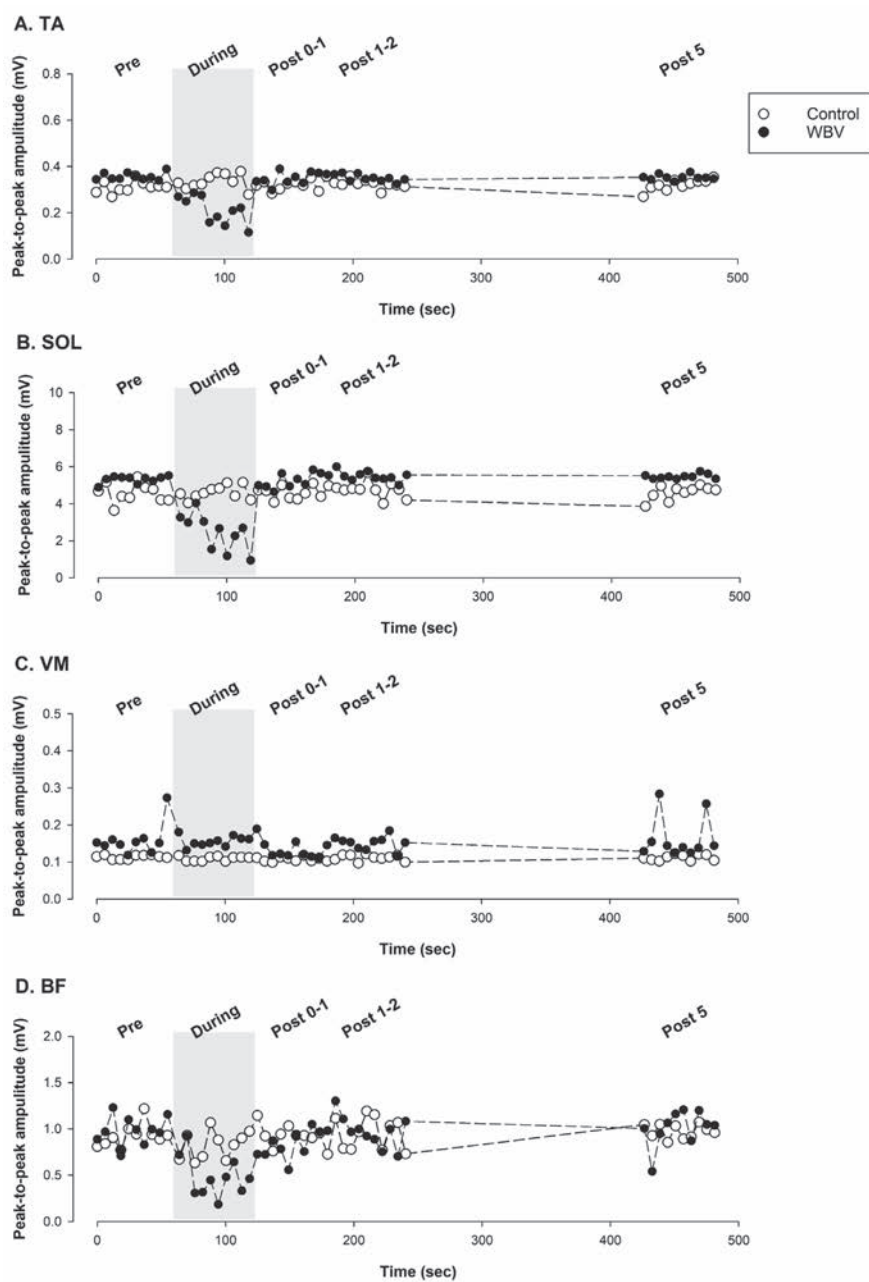 A. TA
Pre
During
Post 0-1
Post 1-2
Post 5
Peak-to-peak ampulitude (mV)
0.8
0.6
0.4
0.2
0.0
0
100
200
300
400
500
Time (sec)
Control
WBV
B. SOL
Pre
During
Post 0-1
Post 1-2
Post 5
Peak-to-peak ampulitude (mV)
10
8
6
4
2
0
0
100
200
300
400
500
Time (sec)
C. VM
Pre
During
Post 0-1
Post 1-2
Post 5
Peak-to-peak ampulitude (mV)
0.5
0.4
0.3
0.2
0.1
0.0
0
100
200
300
400
500
Time (sec)
D. BF
Pre
During
Post 0-1
Post 1-2
Post 5
Peak-to-peak ampulitude (mV)
2.0
1.5
1.0
0.5
0.0
0
100
200
300
400
500
Time (sec)